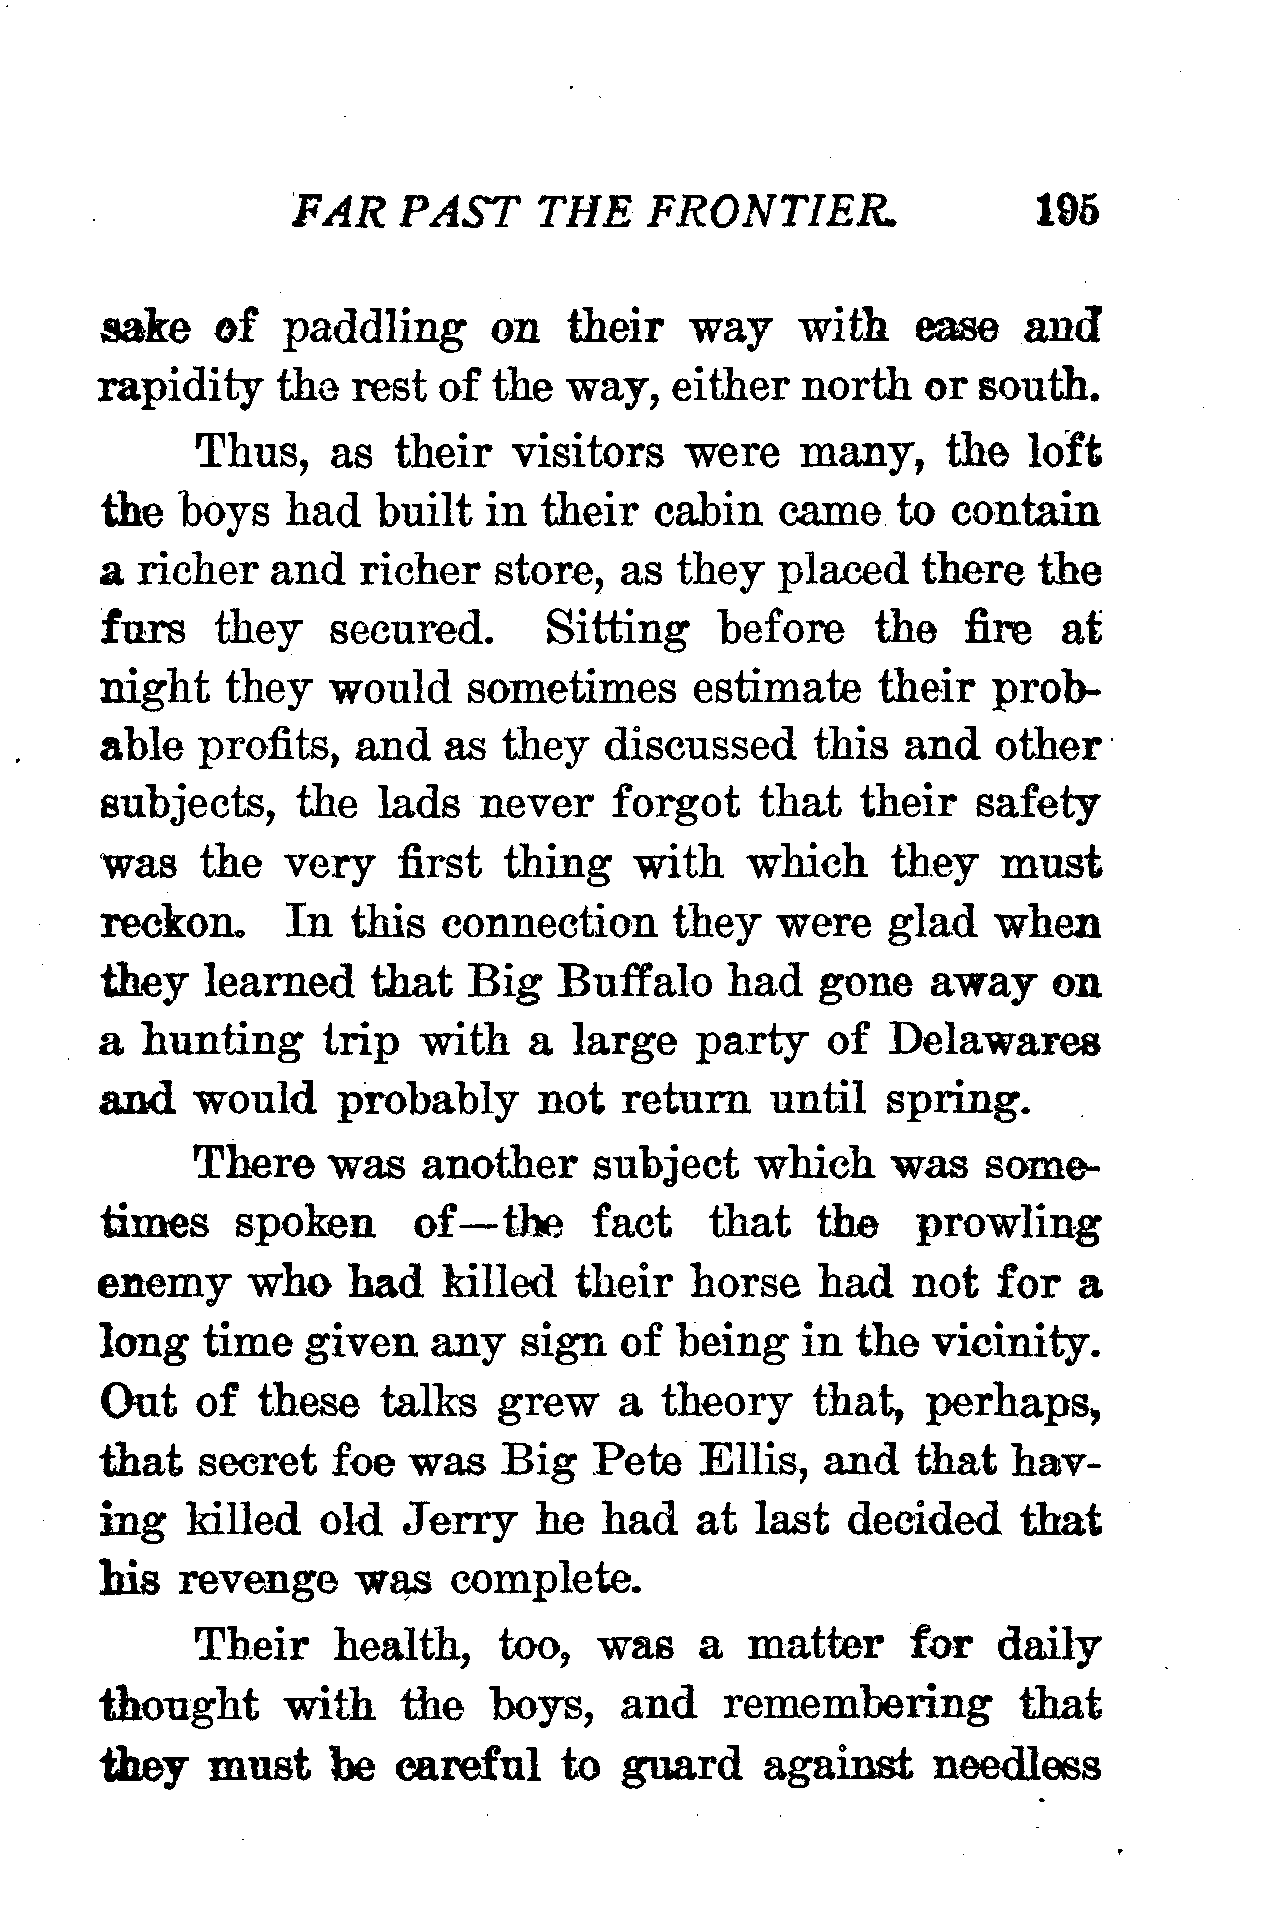 FAR PAST THE FRONTIER. 195
sake of paddling on their way with ease and
rapidity the rest of the way, either north or south.
Thus, as their visitors were many, the loft
the boys had built in their cabin came to contain
a richer and richer store, as they placed there the
furs they secured. Sitting before the fire at
night they would sometimes estimate their prob-
able profits, and as they discussed this and other
subjects, the lads never forgot that their safety
was the very first thing with which they must
reckon. In this connection they were glad when
they learned that Big Buffalo had gone away on
a hunting trip with a large party of Delawares
and would probably not return until spring.
There was another subject which was some-
times spoken of—the fact that the prowling
enemy who had killed their horse had not for a
long time given any sign of being in the vicinity.
Out of these talks grew a theory that, perhaps,
that secret foe was Big Pete Ellis, and that hav-
ing killed old Jerry he had at last decided that
his revenge was complete.
Their health, too, was a matter for daily
thought with the boys, and remembering that
they must be careful to guard against needless